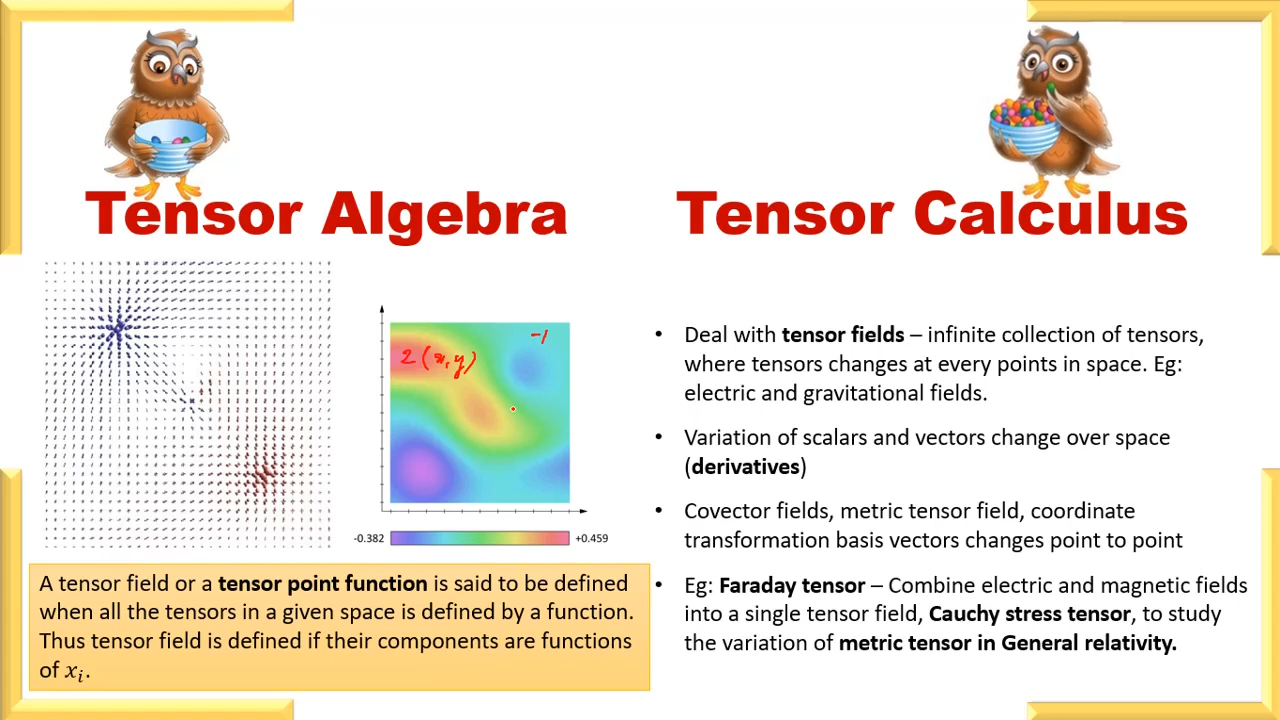 Tensor Algebra
2 (x, y)
-1
-0.382
+0.459
A tensor field or a tensor point function is said to be defined
when all the tensors in a given space is defined by a function.
Thus tensor field is defined if their components are functions
of xᵢ.
Tensor Calculus
• Deal with tensor fields – infinite collection of tensors,
where tensors changes at every points in space. Eg:
electric and gravitational fields.
• Variation of scalars and vectors change over space
(derivatives)
• Covector fields, metric tensor field, coordinate
transformation basis vectors changes point to point
• Eg: Faraday tensor – Combine electric and magnetic fields
into a single tensor field, Cauchy stress tensor, to study
the variation of metric tensor in General relativity.